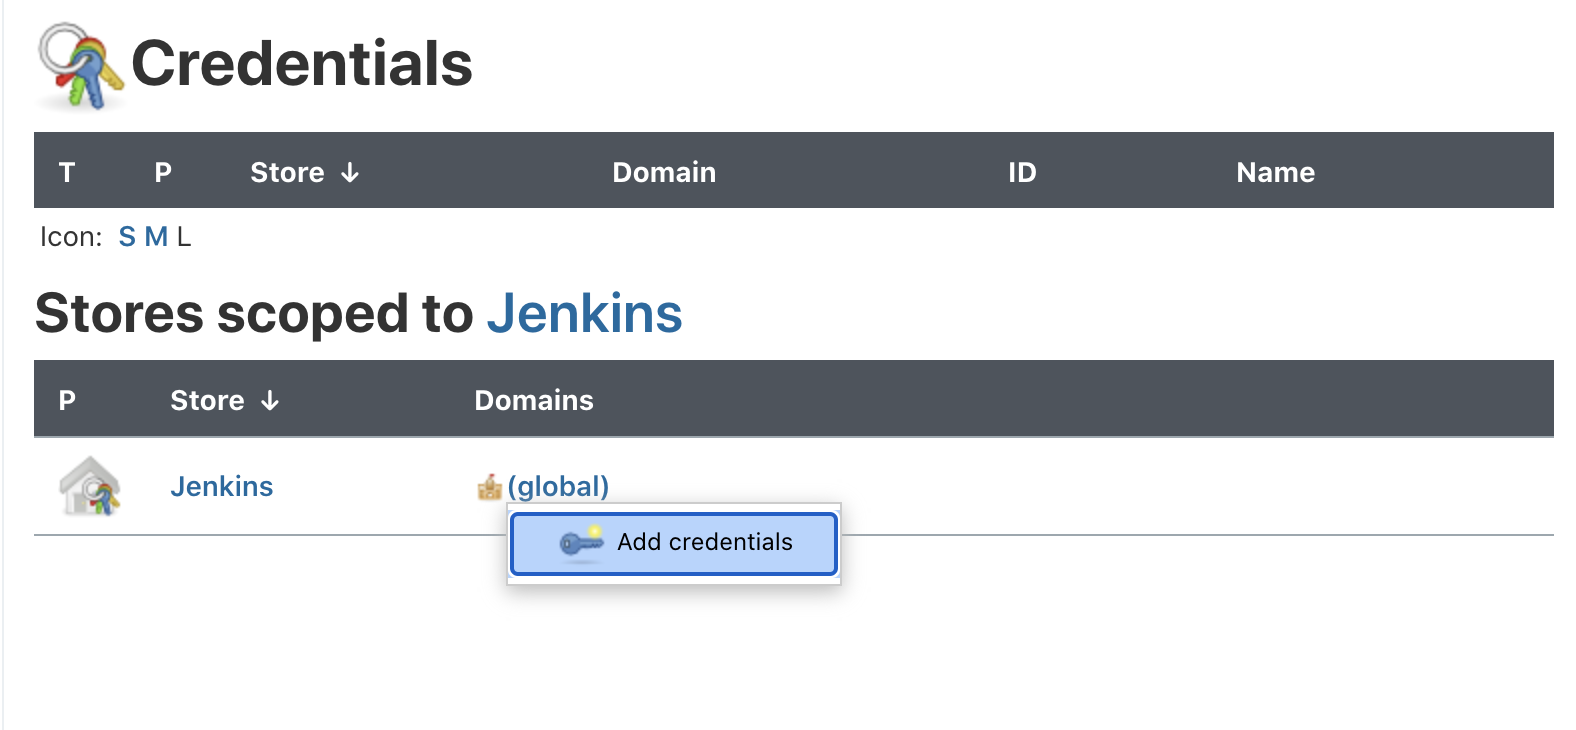 Credentials
T P Store ↓ Domain ID Name
Icon: S M L
Stores scoped to Jenkins
P Store ↓ Domains
Jenkins (global)
Add credentials